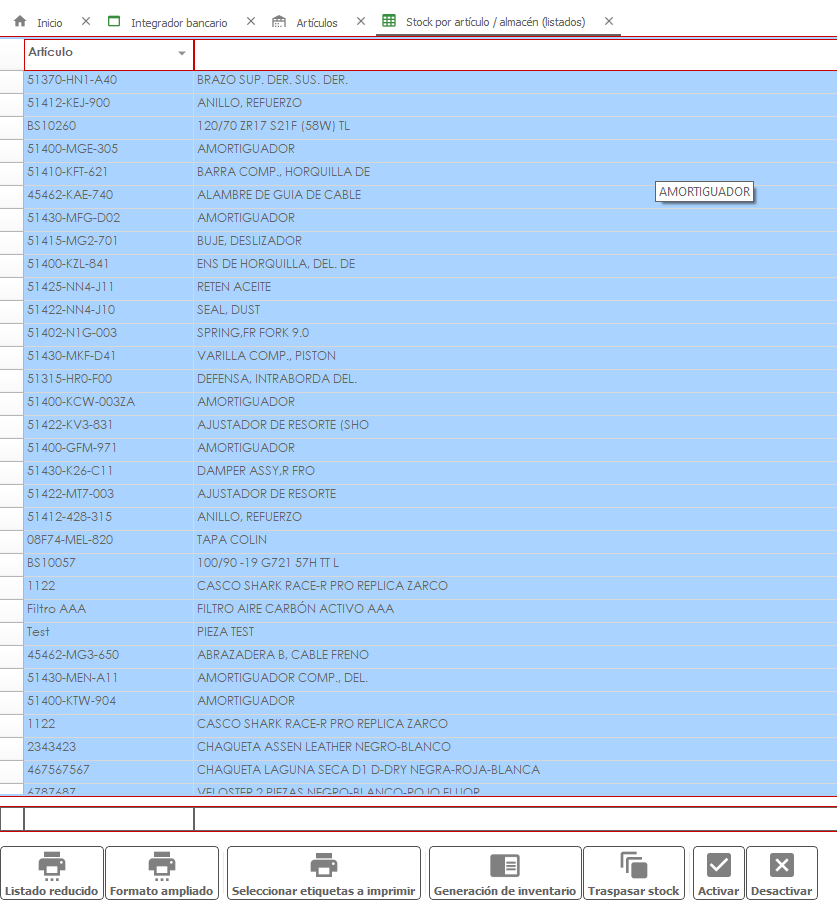 Inicio Integrador bancario Artículos Stock por artículo / almacén (listados)
Artículo
51370-HN1-A40 BRAZO SUP. DER. SUS. DER.
51412-KEJ-900 ANILLO, REFUERZO
BS10260 120/70 ZR17 S21F (58W) TL
51400-MGE-305 AMORTIGUADOR
51410-KFT-621 BARRA COMP., HORQUILLA DE
45462-KAE-740 ALAMBRE DE GUIA DE CABLE
AMORTIGUADOR
51430-MFG-D02 AMORTIGUADOR
51415-MG2-701 BUJE, DESLIZADOR
51400-KZL-841 ENS DE HORQUILLA, DEL. DE
51425-NN4-J11 RETEN ACEITE
51422-NN4-J10 SEAL, DUST
51402-N1G-003 SPRING,FR FORK 9.0
51430-MKF-D41 VARILLA COMP., PISTON
51315-HR0-F00 DEFENSA, INTRABORDA DEL.
51400-KCW-003ZA AMORTIGUADOR
51422-KV3-831 AJUSTADOR DE RESORTE (SHO
51400-GFM-971 AMORTIGUADOR
51430-K26-C11 DAMPER ASSY,R FRO
51422-MT7-003 AJUSTADOR DE RESORTE
51412-428-315 ANILLO, REFUERZO
08F74-MEL-820 TAPA COLIN
BS10057 100/90 -19 G721 57H TT L
1122 CASCO SHARK RACE-R PRO REPLICA ZARCO
Filtro AAA FILTRO AIRE CARBÓN ACTIVO AAA
Test PIEZA TEST
45462-MG3-650 ABRAZADERA B, CABLE FRENO
51430-MEN-A11 AMORTIGUADOR COMP., DEL.
51400-KTW-904 AMORTIGUADOR
1122 CASCO SHARK RACE-R PRO REPLICA ZARCO
2343423 CHAQUETA ASSEN LEATHER NEGRO-BLANCO
467567567 CHAQUETA LAGUNA SECA D1 D-DRY NEGRA-ROJA-BLANCA
6787687 VELOSTER 2 PIEZAS NEGRO-BLANCO-ROJO FLUOR
Listado reducido Formato ampliado Seleccionar etiquetas a imprimir Generación de inventario Traspasar stock Activar Desactivar